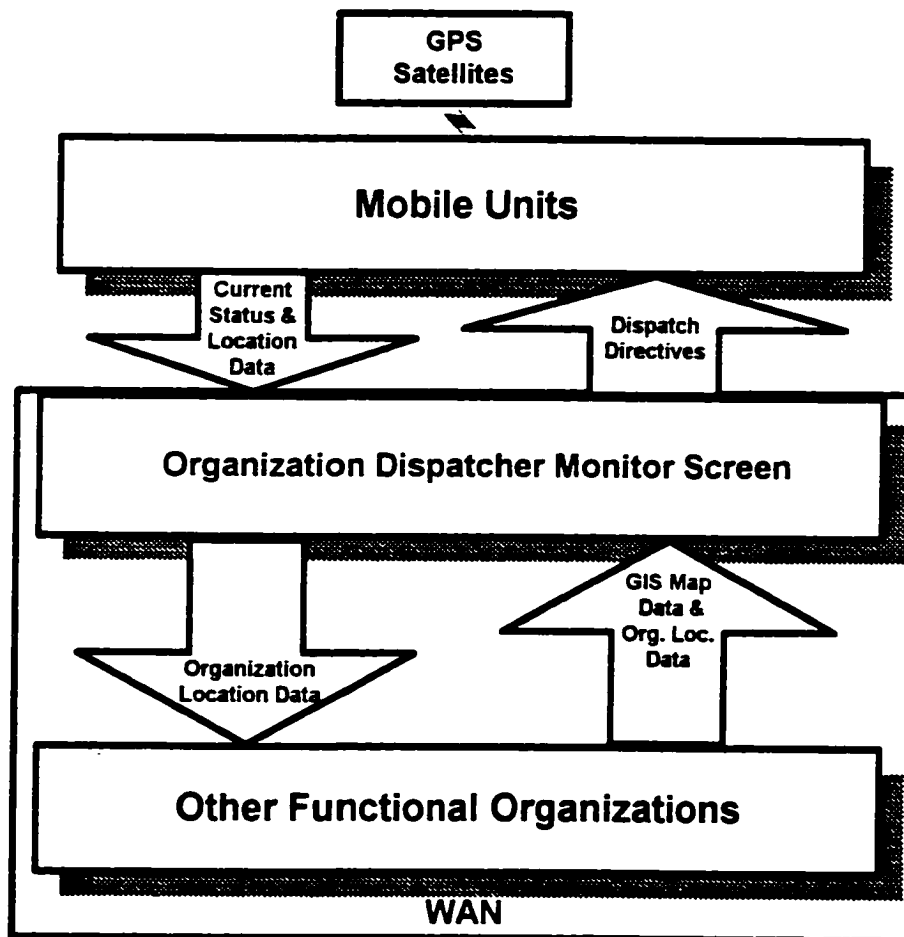 GPS
Satellites
Mobile Units
Current
Status &
Location
Data
Dispatch
Directives
Organization Dispatcher Monitor Screen
Organization
Location Data
GIS Map
Data &
Org. Loc.
Data
Other Functional Organizations
WAN